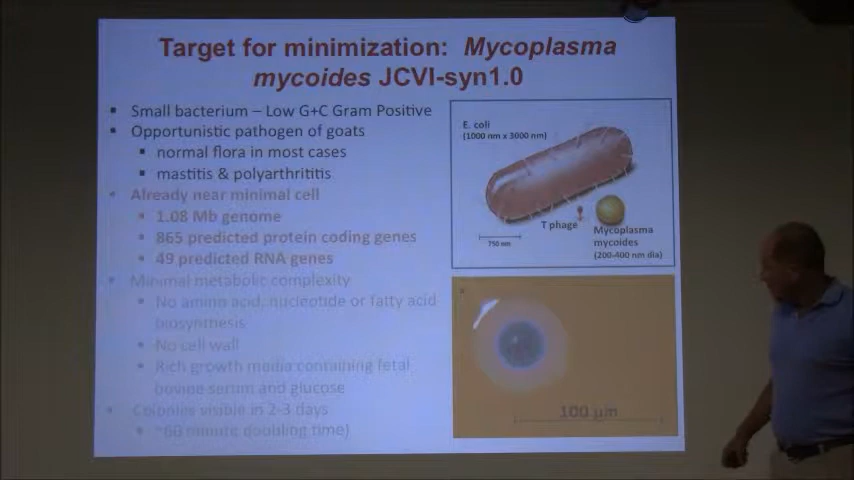 Target for minimization: Mycoplasma
mycoides JCVI-syn1.0
▪ Small bacterium – Low G+C Gram Positive
▪ Opportunistic pathogen of goats
▪ normal flora in most cases
▪ mastitis & polyarthritis
▪ Already near minimal cell
▪ 1.08 Mb genome
▪ 865 predicted protein coding genes
▪ 49 predicted RNA genes
▪ Minimal metabolic complexity
▪ No amino acid, nucleotide or fatty acid
biosynthesis
▪ No cell wall
▪ Rich growth media containing fetal
bovine serum and glucose
▪ Colonies visible in 2-3 days
▪ ~60 minute doubling time)
E. coli
(1000 nm x 3000 nm)
T phage
750 nm
Mycoplasma
mycoides
(200-400 nm dia)
100 µm